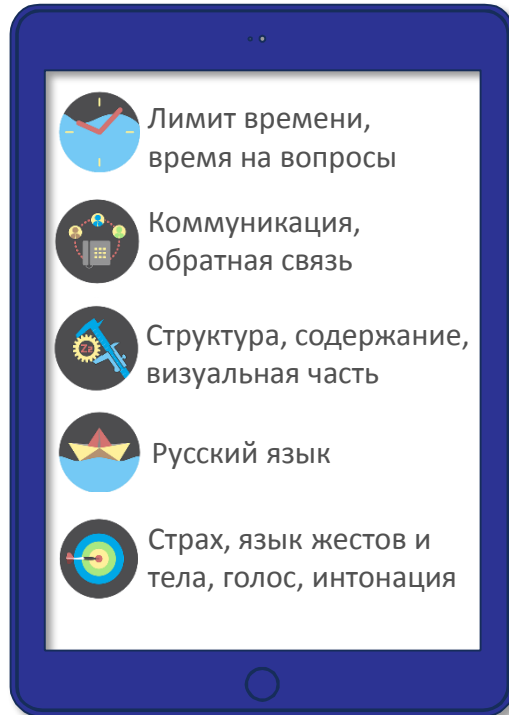 Лимит времени,
время на вопросы
Коммуникация,
обратная связь
Структура, содержание,
визуальная часть
Русский язык
Страх, язык жестов и
тела, голос, интонация